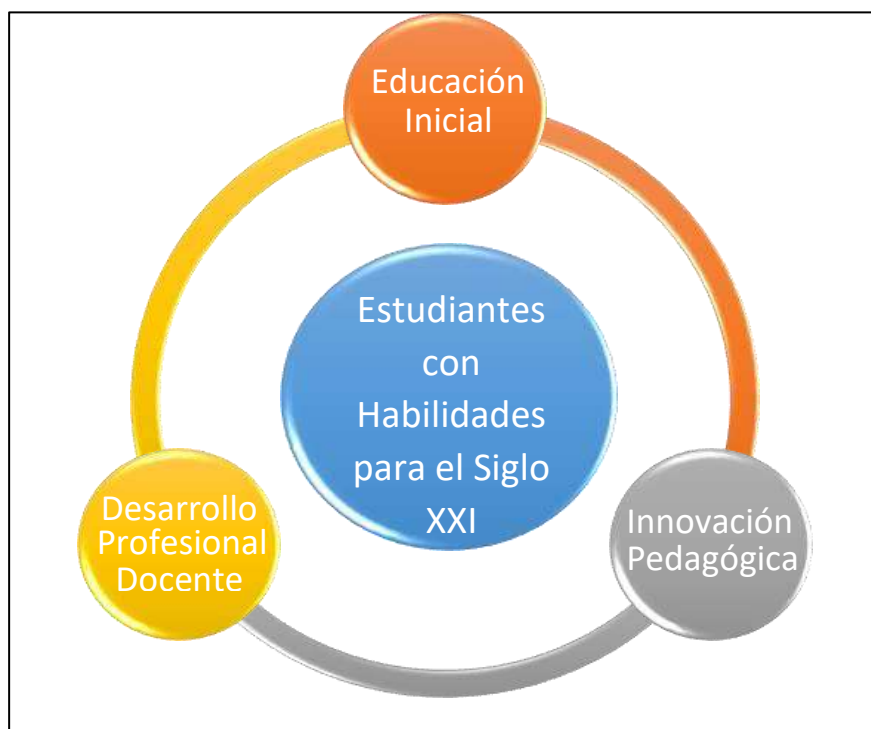 Educación
Inicial
Estudiantes
con
Habilidades
para el Siglo
XXI
Desarrollo
Profesional
Docente
Innovación
Pedagógica